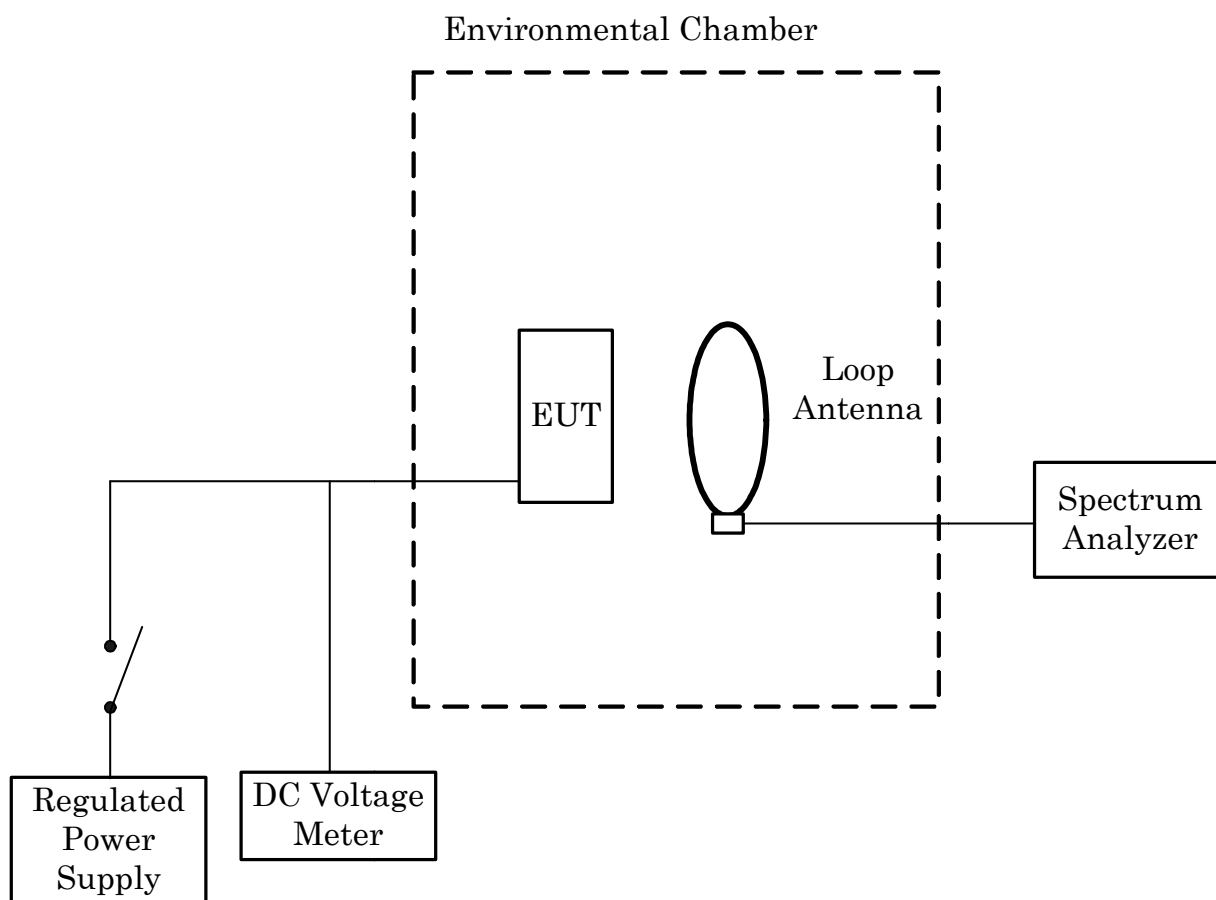 Environmental Chamber
EUT
Loop
Antenna
Spectrum
Analyzer
Regulated
Power
Supply
DC Voltage
Meter